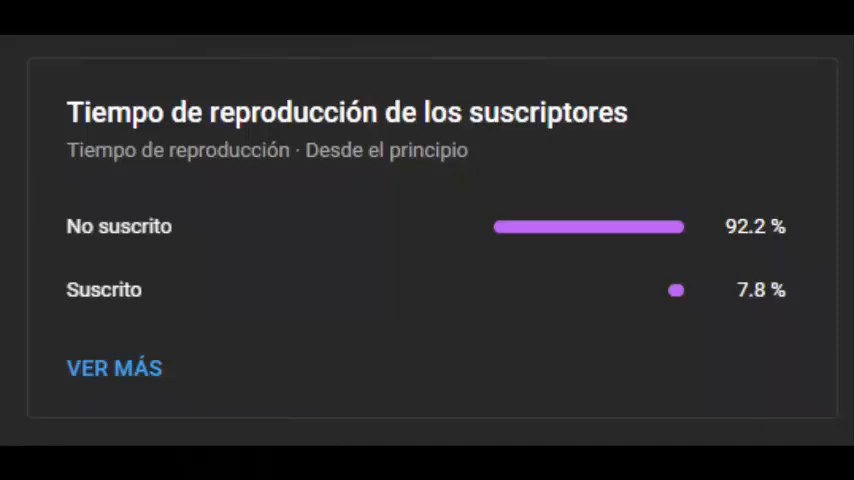 Tiempo de reproducción de los suscriptores
Tiempo de reproducción · Desde el principio
No suscrito 92.2 %
Suscrito 7.8 %
VER MÁS